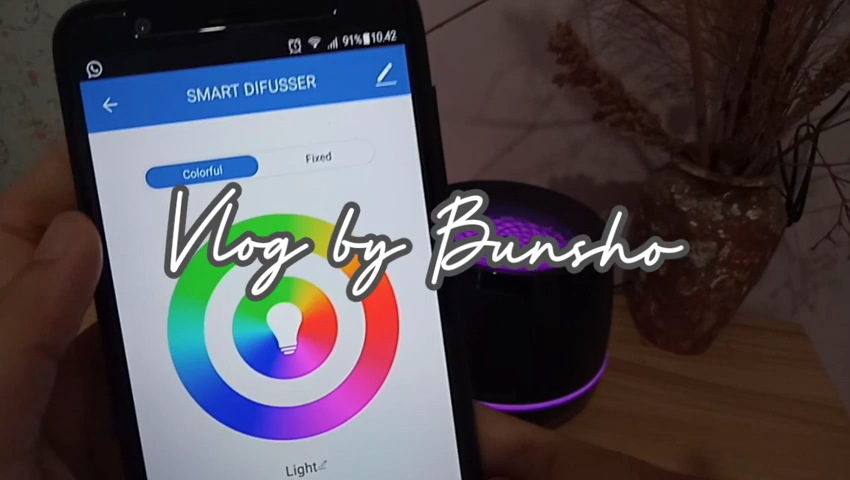 91% 10.42
SMART DIFUSSER
Colorful
Fixed
Vlog by Bunsho
Light